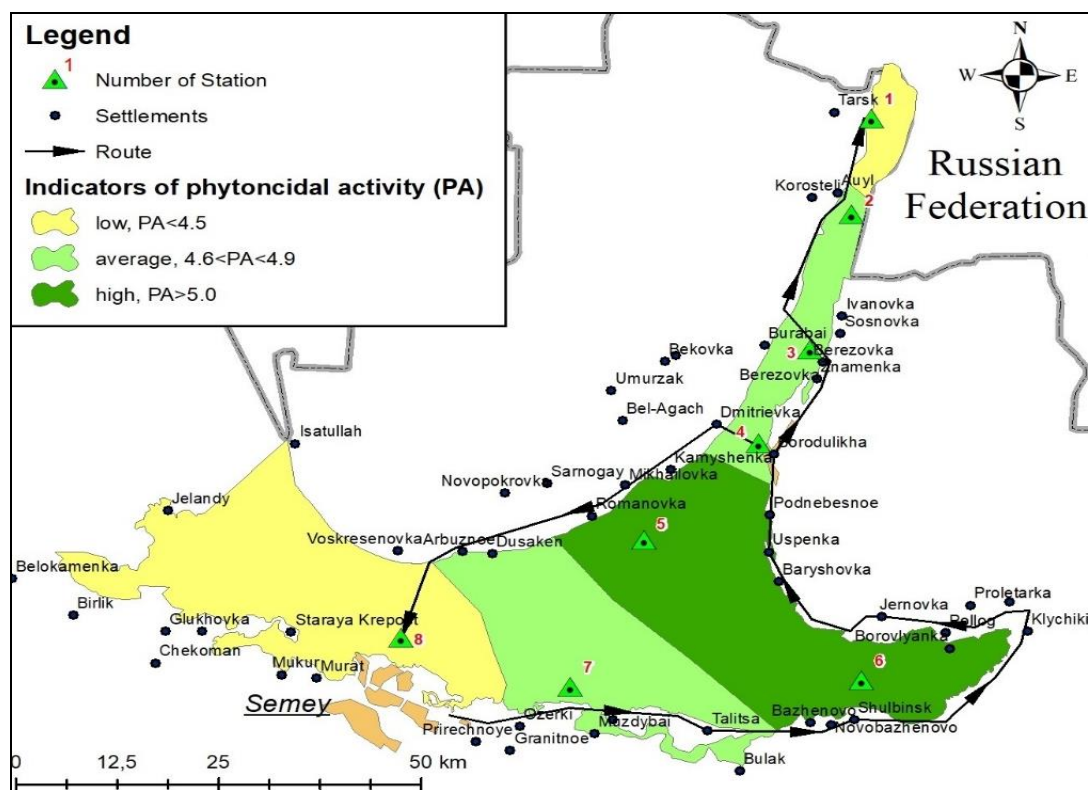 Legend
1
Number of Station
Settlements
Route
Indicators of phytoncidal activity (PA)
low, PA<4.5
average, 4.6<PA<4.9
high, PA>5.0
N
W E
S
Russian
Federation
Tarsk 1
Korosteli Auyl
2
Ivanovka
Sosnovka
Burabai
3 Berezovka
Znamenka
Berezovka
Bekovka
Umurzak
Bel-Agach
Dmitrievka
4
Borodulikha
Kamyshenka
Isatullah
Sarnogay Mikhailovka
Novopokrovka
Jelandy
Romanovka
Podnebesnoe
5
Voskresenovka Arbuznoe Dusaken
Uspenka
Belokamenka
Baryshovka
Birlik
Proletarka
Jernovka
Glukhovka Staraya Krepost
8
Borovlyanka
Klychiki
Chekoman
Mukur Murat
7
6
Semey
Prirechnoye
Ozerki
Muzdybai
Granitnoe
Talitsa
Bazhenovo Shulbinsk
Novobazhenovo
Bulak
0 12,5 25 50 km